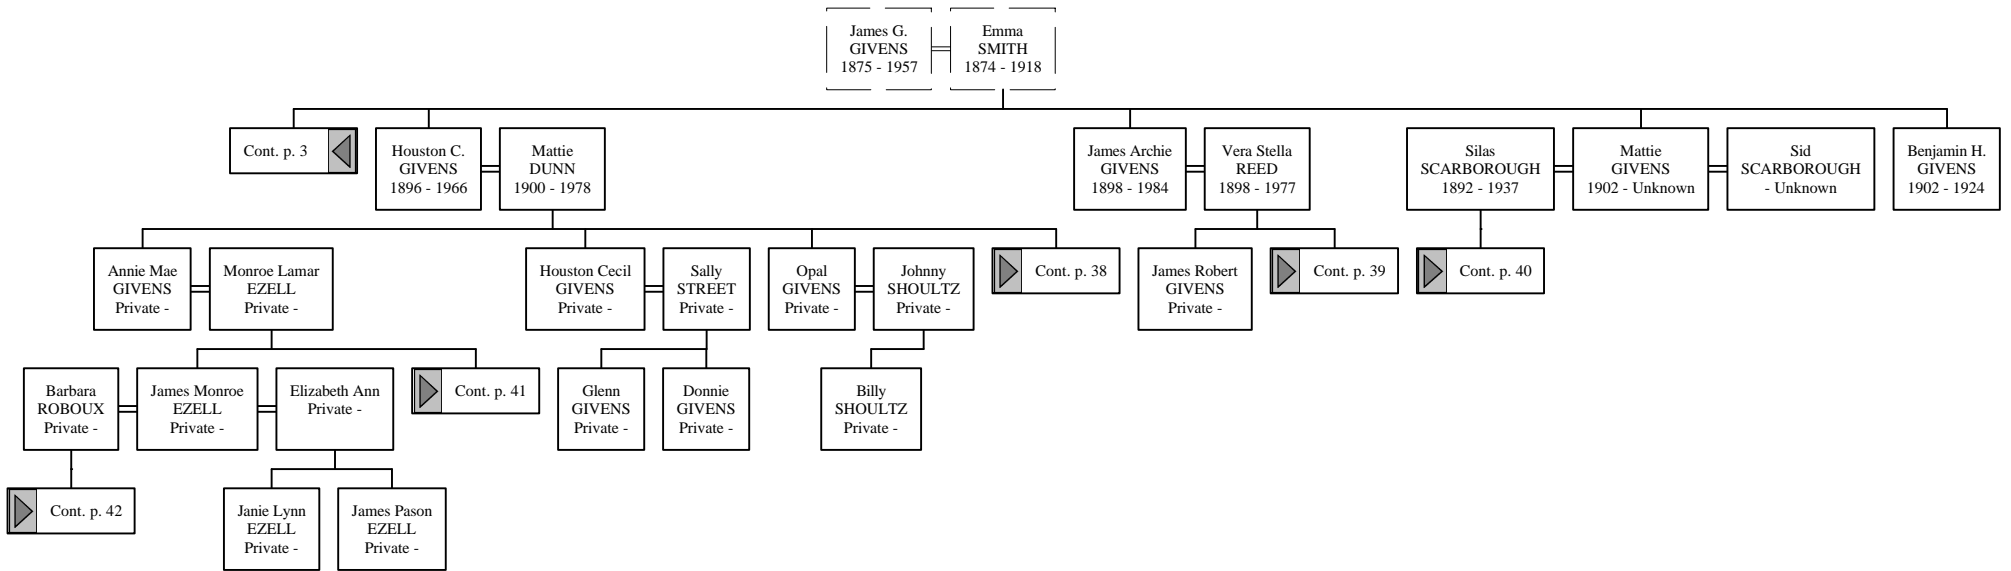 James G.
GIVENS
1875 - 1957
Emma
SMITH
1874 - 1918
Cont. p. 3
Houston C.
GIVENS
1896 - 1966
Mattie
DUNN
1900 - 1978
James Archie
GIVENS
1898 - 1984
Vera Stella
REED
1898 - 1977
Silas
SCARBOROUGH
1892 - 1937
Mattie
GIVENS
1902 - Unknown
Sid
SCARBOROUGH
- Unknown
Benjamin H.
GIVENS
1902 - 1924
Annie Mae
GIVENS
Private -
Monroe Lamar
EZELL
Private -
Houston Cecil
GIVENS
Private -
Sally
STREET
Private -
Opal
GIVENS
Private -
Johnny
SHOULTZ
Private -
Cont. p. 38
James Robert
GIVENS
Private -
Cont. p. 39
Cont. p. 40
Barbara
ROBOUX
Private -
James Monroe
EZELL
Private -
Elizabeth Ann
Private -
Cont. p. 41
Glenn
GIVENS
Private -
Donnie
GIVENS
Private -
Billy
SHOULTZ
Private -
Cont. p. 42
Janie Lynn
EZELL
Private -
James Pason
EZELL
Private -